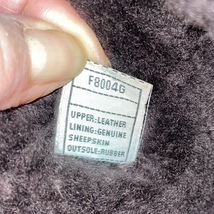 F8004G
UPPER:LEATHER
LINING:GENUINE
SHEEPSKIN
OUTSOLE:RUBBER